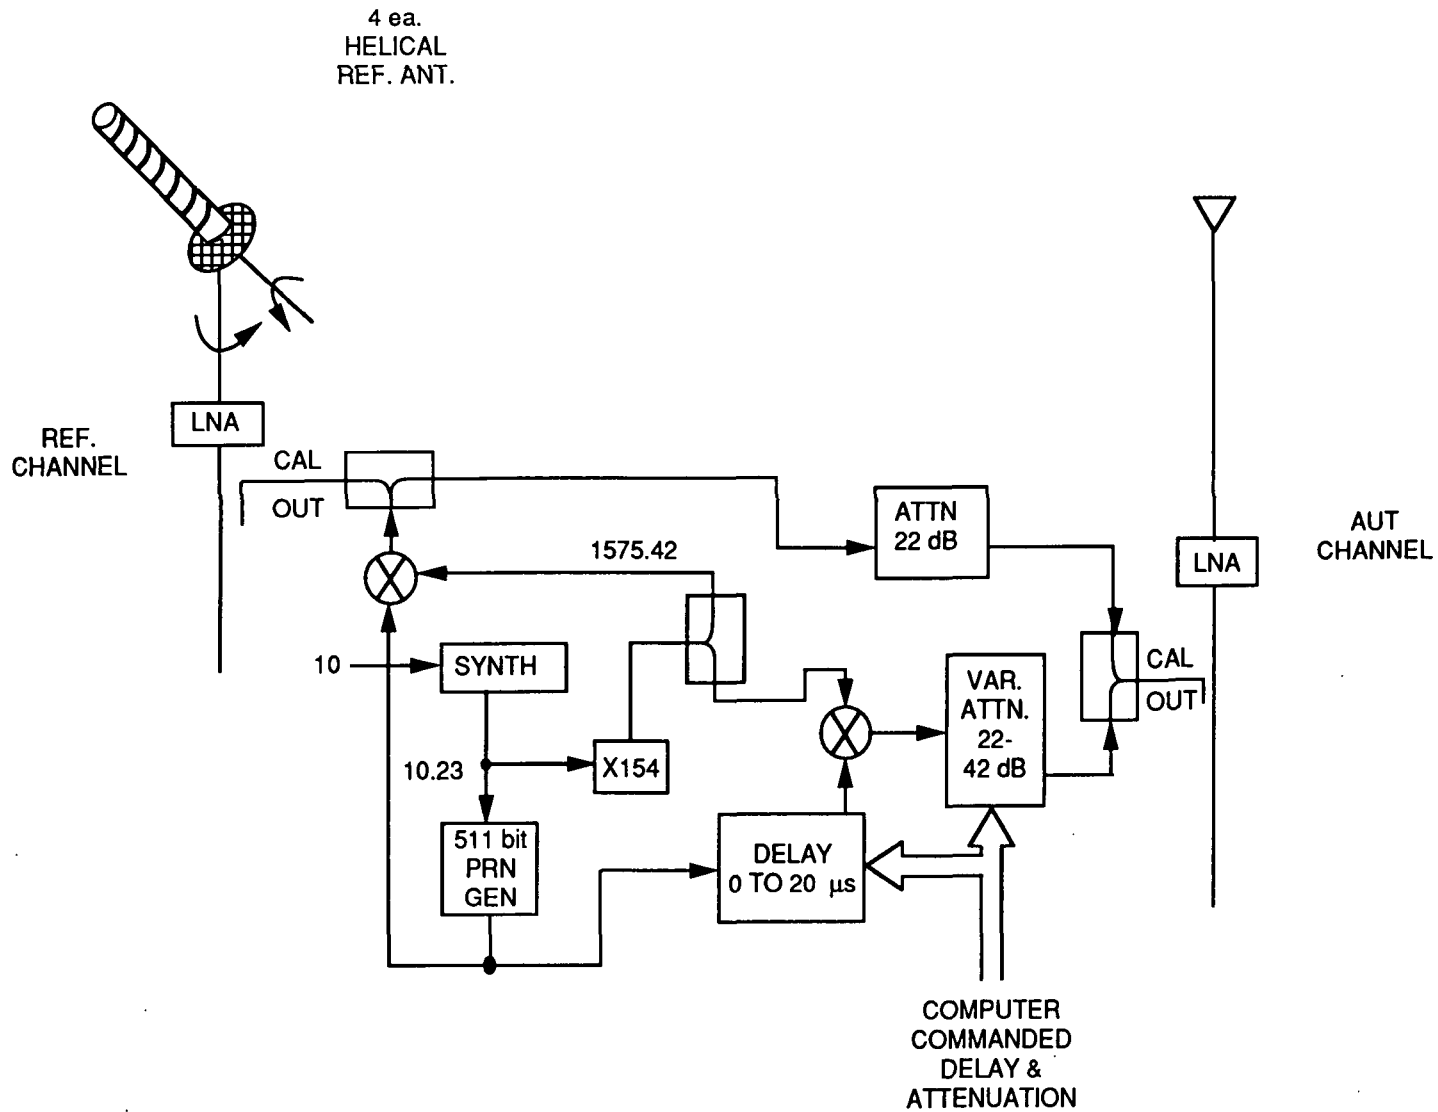 4 ea.
HELICAL
REF. ANT.
LNA
REF.
CHANNEL
CAL
OUT
ATTN
22 dB
AUT
CHANNEL
1575.42
LNA
10
SYNTH
CAL
OUT
VAR.
ATTN.
22-
42 dB
10.23
X154
511 bit
PRN
GEN
DELAY
0 TO 20 µs
COMPUTER
COMMANDED
DELAY &
ATTENUATION